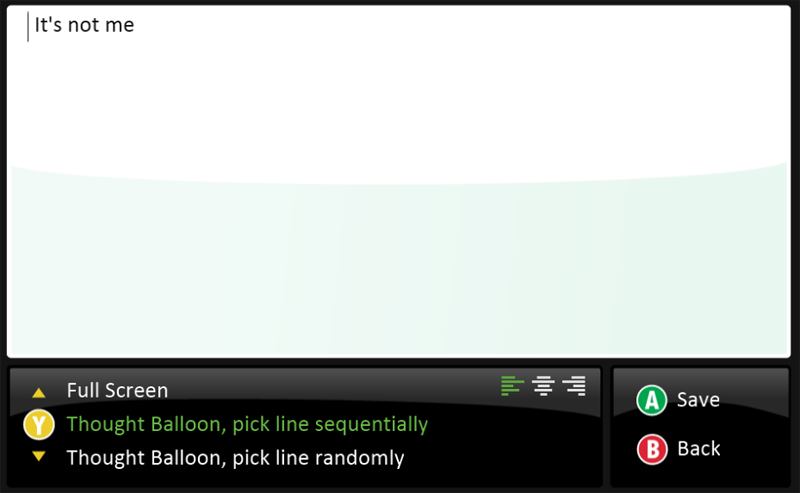 It's not me
Full Screen
Y Thought Balloon, pick line sequentially
Thought Balloon, pick line randomly
A Save
B Back